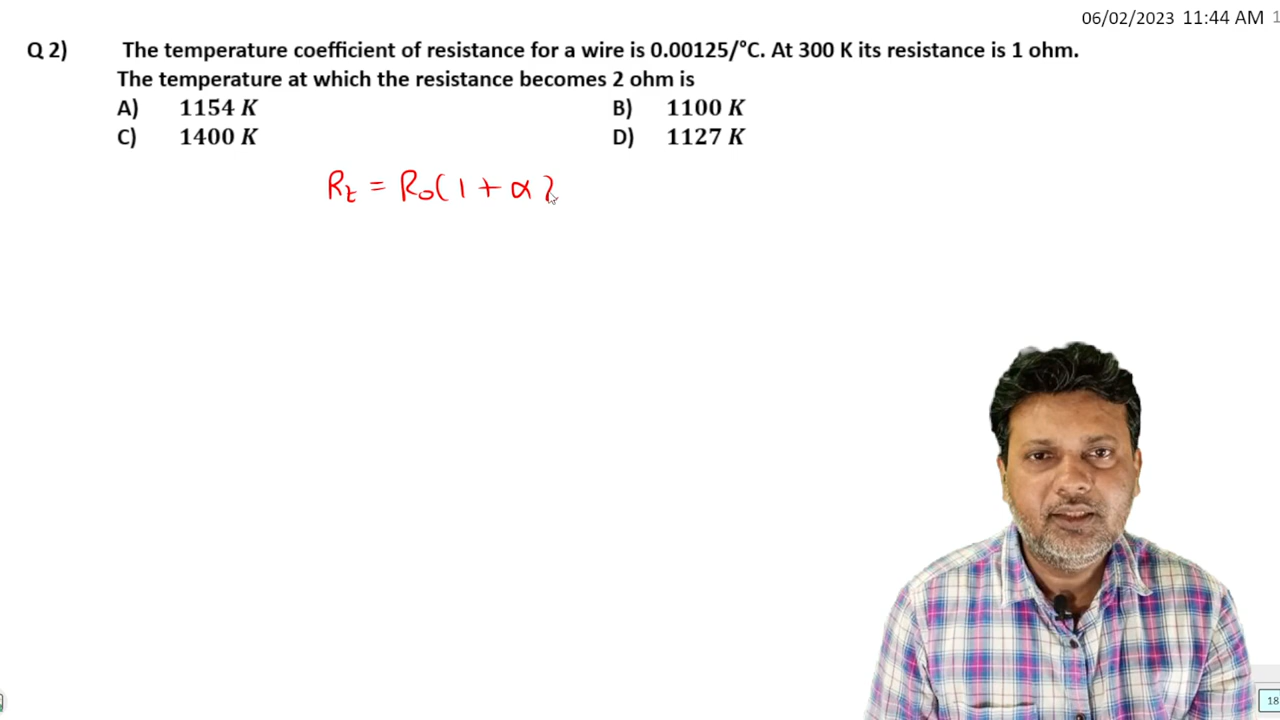 06/02/2023 11:44 AM 1
Q 2) The temperature coefficient of resistance for a wire is 0.00125/°C. At 300 K its resistance is 1 ohm.
The temperature at which the resistance becomes 2 ohm is
A) 1154 K B) 1100 K
C) 1400 K D) 1127 K
Rt = R0(1 + α
18